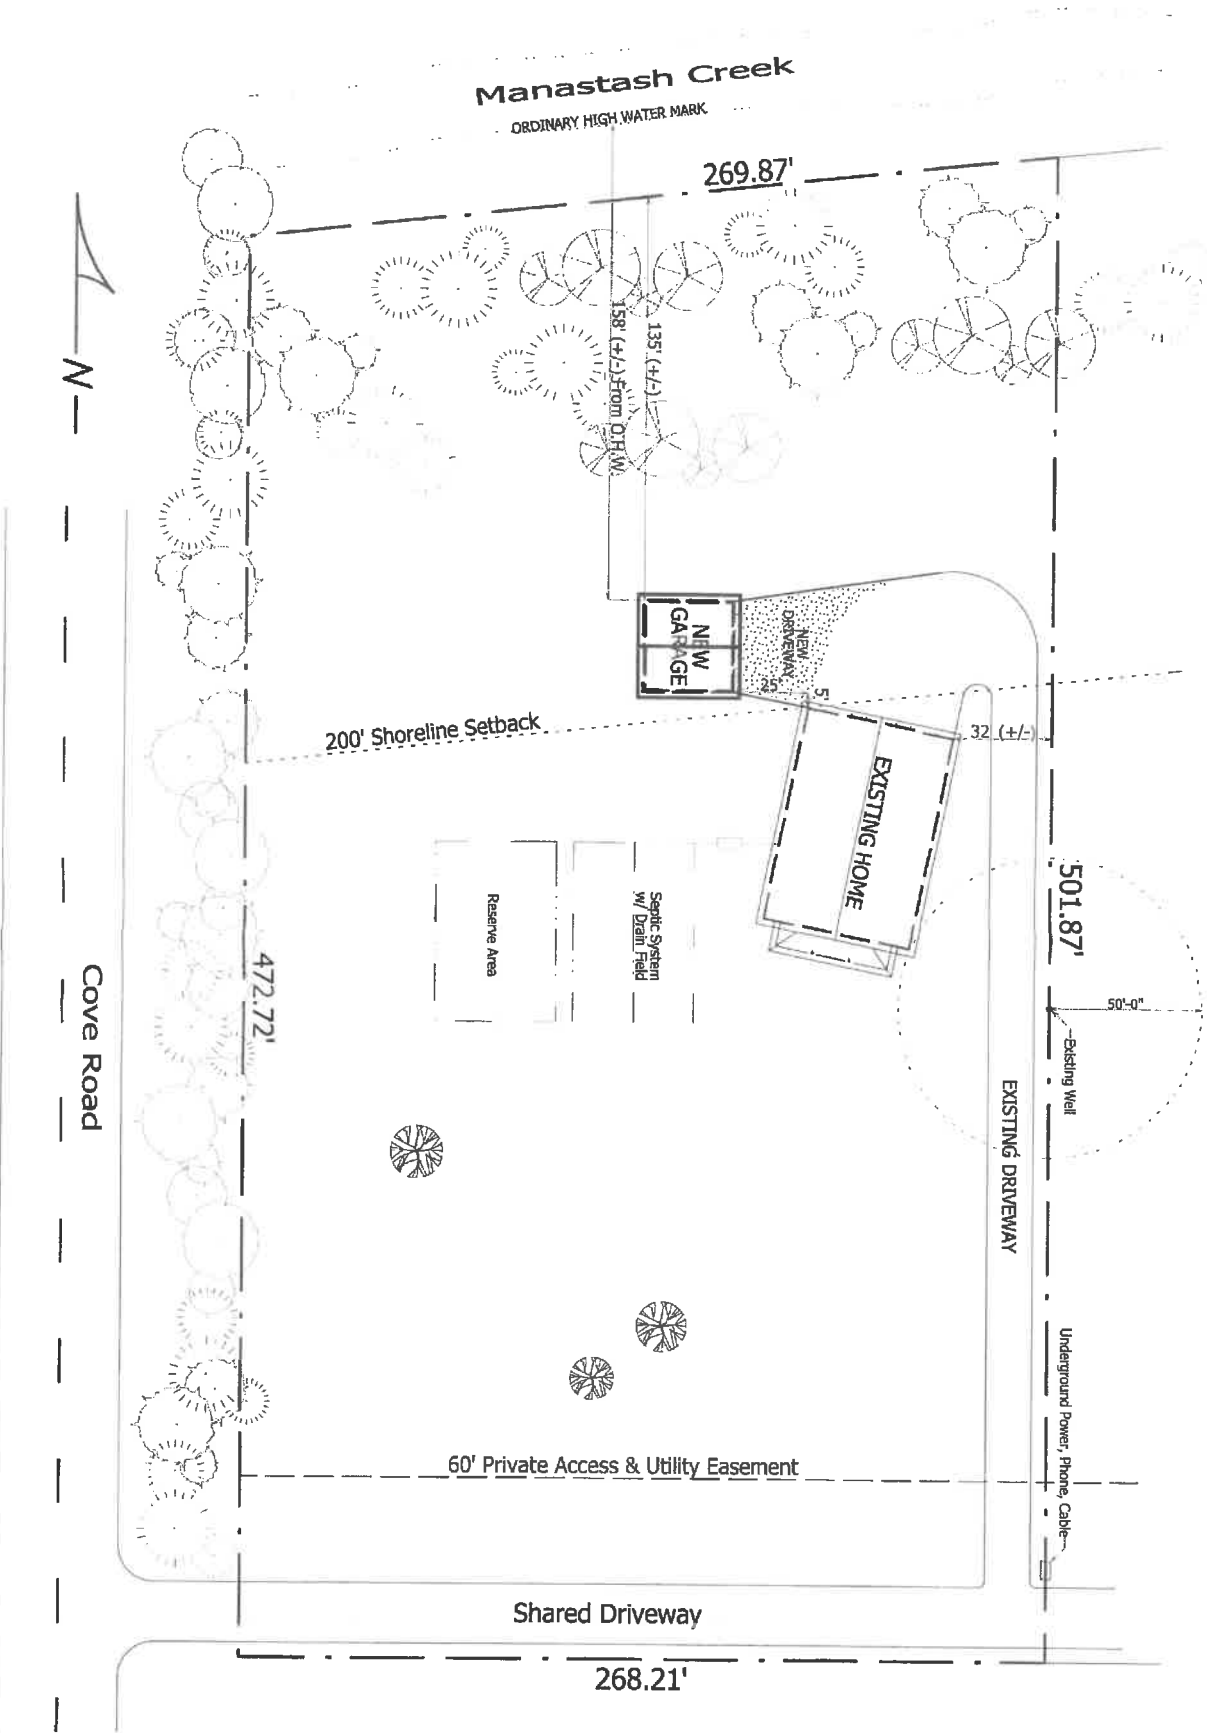 Manastash Creek
ORDINARY HIGH WATER MARK
269.87'
N
158' (+/-) From O.H.W.
135' (+/-)
NEW
GARAGE
NEW
DRIVEWAY
25'
5'
200' Shoreline Setback
32 (+/-)
EXISTING HOME
501.87'
Reserve Area
Septic System
w/ Drain Field
472.72'
Cove Road
50'-0"
Existing Well
EXISTING DRIVEWAY
Underground Power, Phone, Cable
60' Private Access & Utility Easement
Shared Driveway
268.21'